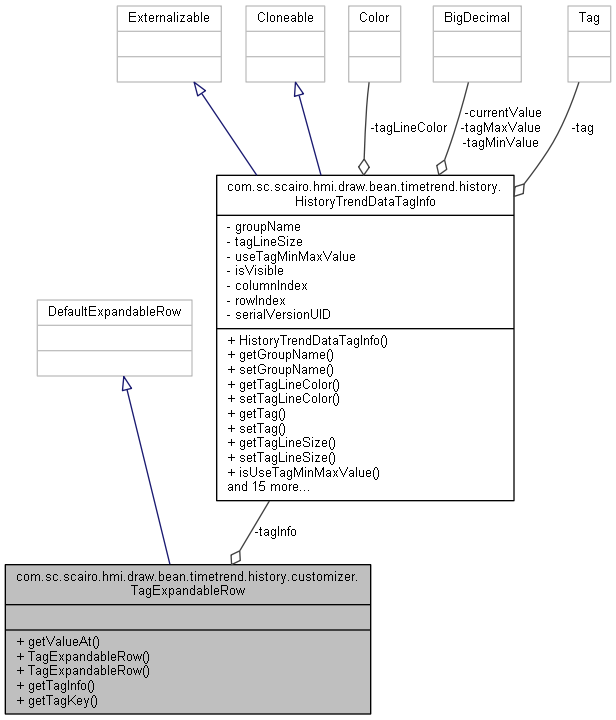 Externalizable
Cloneable
Color
BigDecimal
Tag
-tagLineColor
-currentValue
-tagMaxValue
-tagMinValue
-tag
com.sc.scairo.hmi.draw.bean.timetrend.history.
HistoryTrendDataTagInfo
- groupName
- tagLineSize
- useTagMinMaxValue
- isVisible
- columnIndex
- rowIndex
- serialVersionUID
+ HistoryTrendDataTagInfo()
+ getGroupName()
+ setGroupName()
+ getTagLineColor()
+ setTagLineColor()
+ getTag()
+ setTag()
+ getTagLineSize()
+ setTagLineSize()
+ isUseTagMinMaxValue()
and 15 more...
DefaultExpandableRow
-tagInfo
com.sc.scairo.hmi.draw.bean.timetrend.history.customizer.
TagExpandableRow
+ getValueAt()
+ TagExpandableRow()
+ TagExpandableRow()
+ getTagInfo()
+ getTagKey()